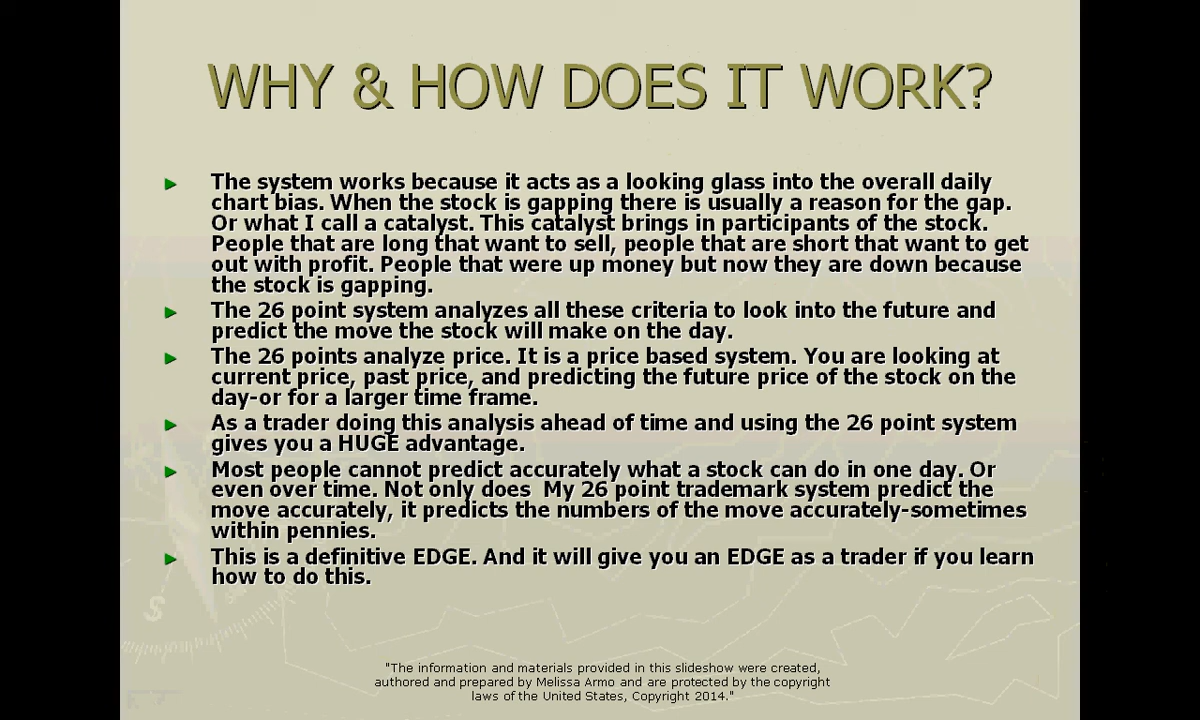 WHY & HOW DOES IT WORK?
The system works because it acts as a looking glass into the overall daily
chart bias. When the stock is gapping there is usually a reason for the gap.
Or what I call a catalyst. This catalyst brings in participants of the stock.
People that are long that want to sell, people that are short that want to get
out with profit. People that were up money but now they are down because
the stock is gapping.
The 26 point system analyzes all these criteria to look into the future and
predict the move the stock will make on the day.
The 26 points analyze price. It is a price based system. You are looking at
current price, past price, and predicting the future price of the stock on the
day-or for a larger time frame.
As a trader doing this analysis ahead of time and using the 26 point system
gives you a HUGE advantage.
Most people cannot predict accurately what a stock can do in one day. Or
even over time. Not only does  My 26 point trademark system predict the
move accurately, it predicts the numbers of the move accurately-sometimes
within pennies.
This is a definitive EDGE. And it will give you an EDGE as a trader if you learn
how to do this.
S
"The information and materials provided in this slideshow were created,
authored and prepared by Melissa Armo and are protected by the copyright
laws of the United States, Copyright 2014."